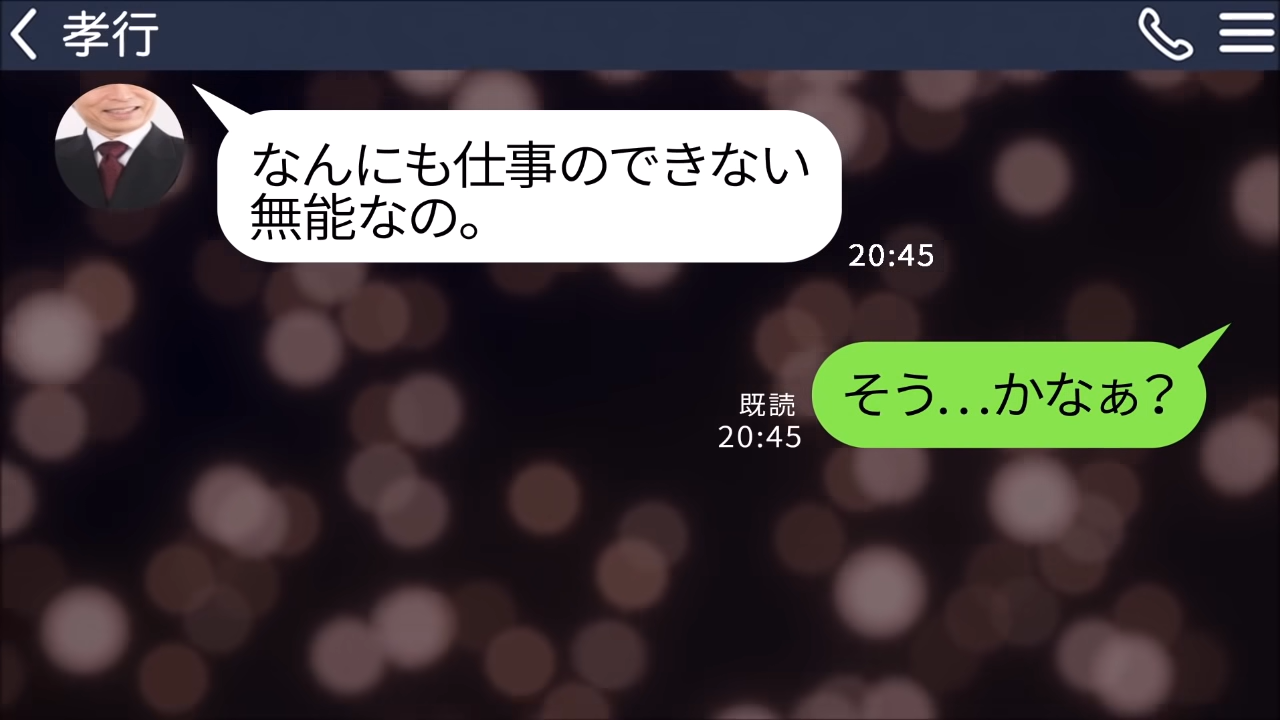 孝行
なんにも仕事のできない
無能なの。
20:45
そう...かなぁ？
既読
20:45